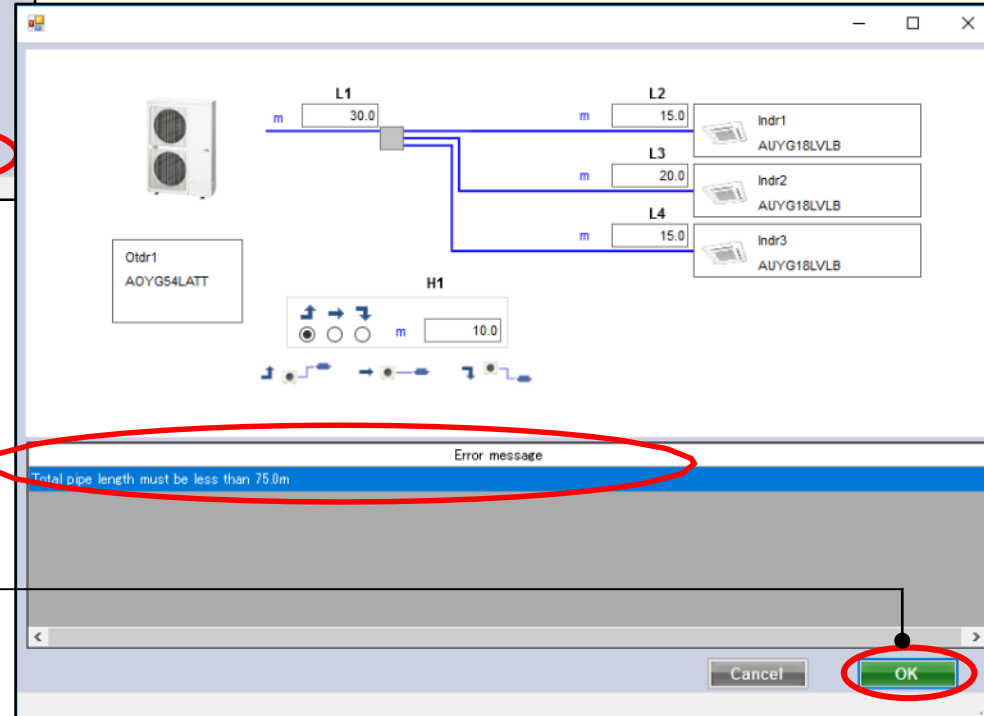 L1
m 30.0
L2
m 15.0
Indr1
AUYG18LVLB
L3
m 20.0
Indr2
AUYG18LVLB
L4
m 15.0
Indr3
AUYG18LVLB
Otdr1
AOYG54LATT
H1
m 10.0
Error message
Total pipe length must be less than 75.0m
Cancel
OK